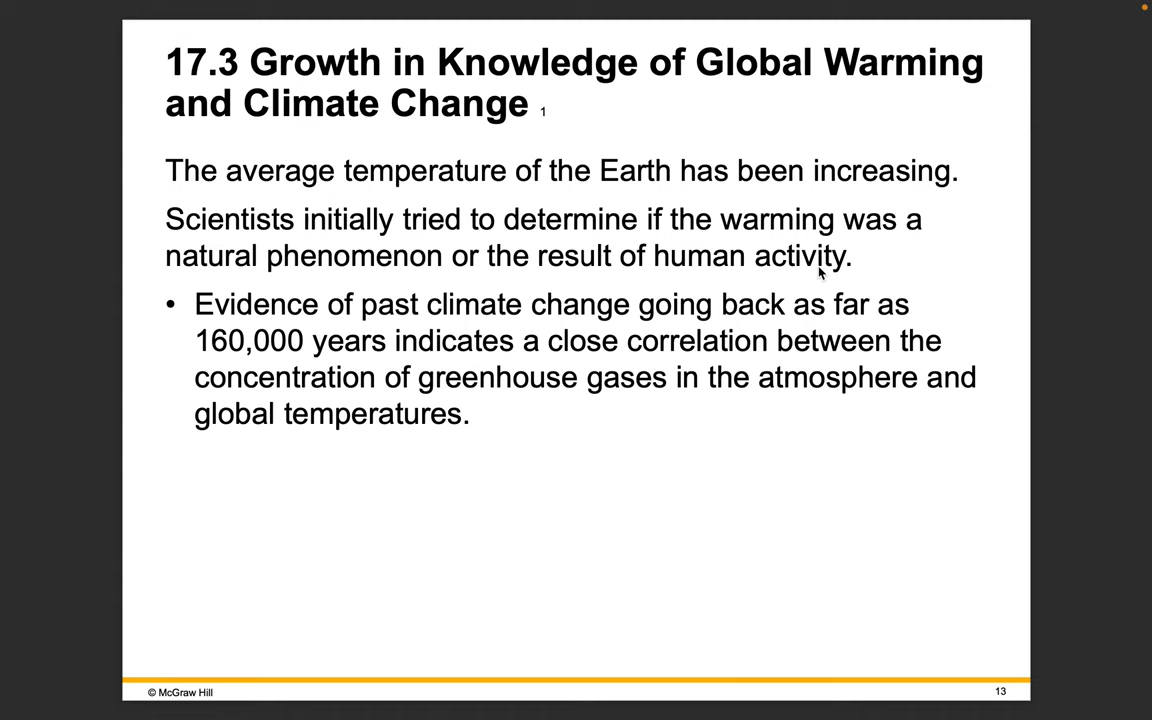 17.3 Growth in Knowledge of Global Warming
and Climate Change 1
The average temperature of the Earth has been increasing.
Scientists initially tried to determine if the warming was a
natural phenomenon or the result of human activity.
• Evidence of past climate change going back as far as
160,000 years indicates a close correlation between the
concentration of greenhouse gases in the atmosphere and
global temperatures.
© McGraw Hill
13